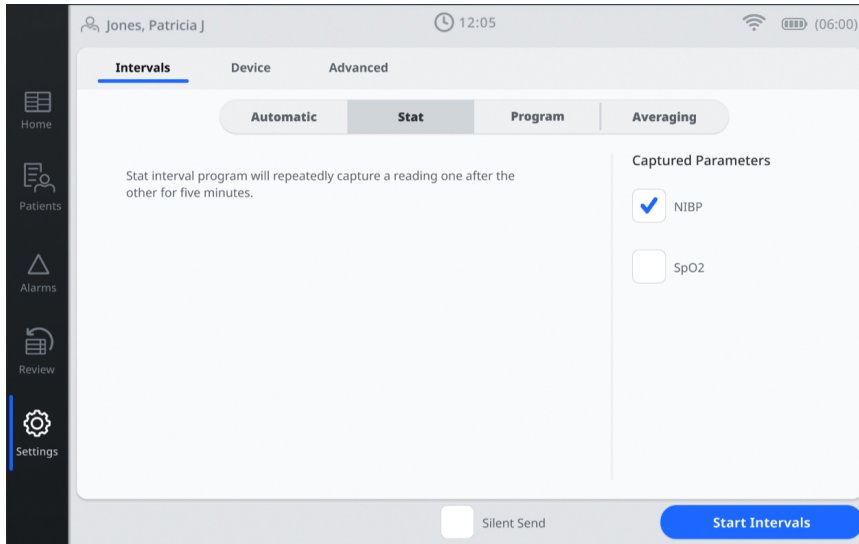 Jones, Patricia J
12:05
(06:00)
Intervals Device Advanced
Automatic Stat Program Averaging
Home
Patients
Alarms
Review
Settings
Stat interval program will repeatedly capture a reading one after the
other for five minutes.
Captured Parameters
NIBP
SpO2
Silent Send
Start Intervals